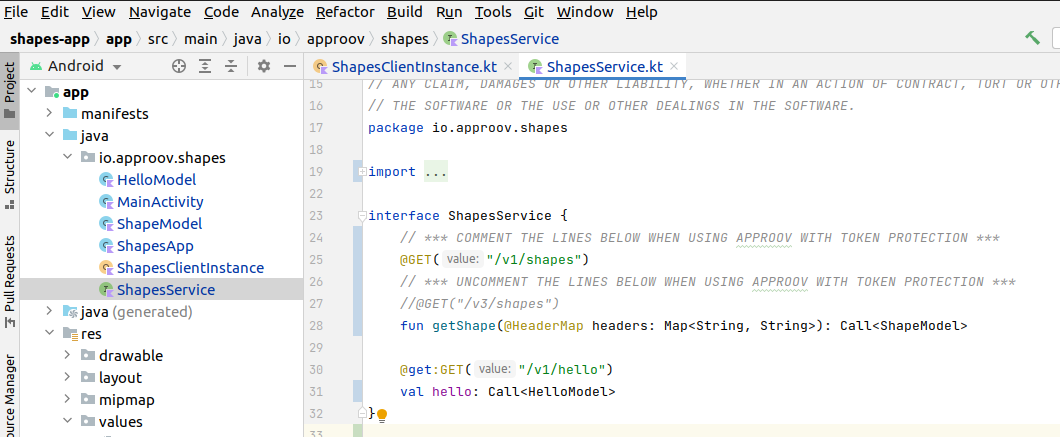 File Edit View Navigate Code Analyze Refactor Build Run Tools Git Window Help
shapes-app app src main java io approov shapes ShapesService
Project
Structure
Pull Requests
Android
app
manifests
java
io.approov.shapes
HelloModel
MainActivity
ShapeModel
ShapesApp
ShapesClientInstance
ShapesService
java (generated)
res
drawable
layout
mipmap
values
ShapesClientInstance.kt ShapesService.kt
15 // ANY CLAIM, DAMAGES OR OTHER LIABILITY, WHETHER IN AN ACTION OF CONTRACT, TORT OR
16 // THE SOFTWARE OR THE USE OR OTHER DEALINGS IN THE SOFTWARE.
17 package io.approov.shapes
18
19 import ...
22
23 interface ShapesService {
24 // *** COMMENT THE LINES BELOW WHEN USING APPROOV WITH TOKEN PROTECTION ***
25 @GET( value: "/v1/shapes")
26 // *** UNCOMMENT THE LINES BELOW WHEN USING APPROOV WITH TOKEN PROTECTION ***
27 //@GET("/v3/shapes")
28 fun getShape(@HeaderMap headers: Map<String, String>): Call<ShapeModel>
29
30 @get:GET( value: "/v1/hello")
31 val hello: Call<HelloModel>
32 }
33